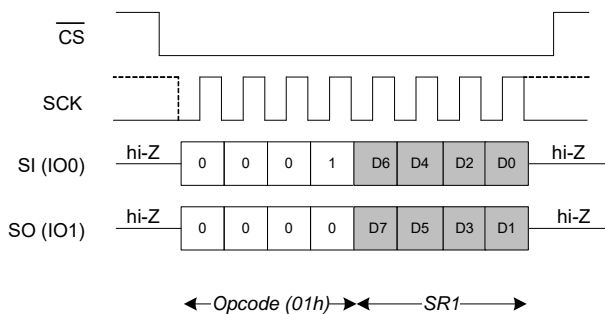 CS
SCK
hi-Z hi-Z
SI (IO0) 0 0 0 1 D6 D4 D2 D0
hi-Z hi-Z
SO (IO1) 0 0 0 0 D7 D5 D3 D1
Opcode (01h) SR1